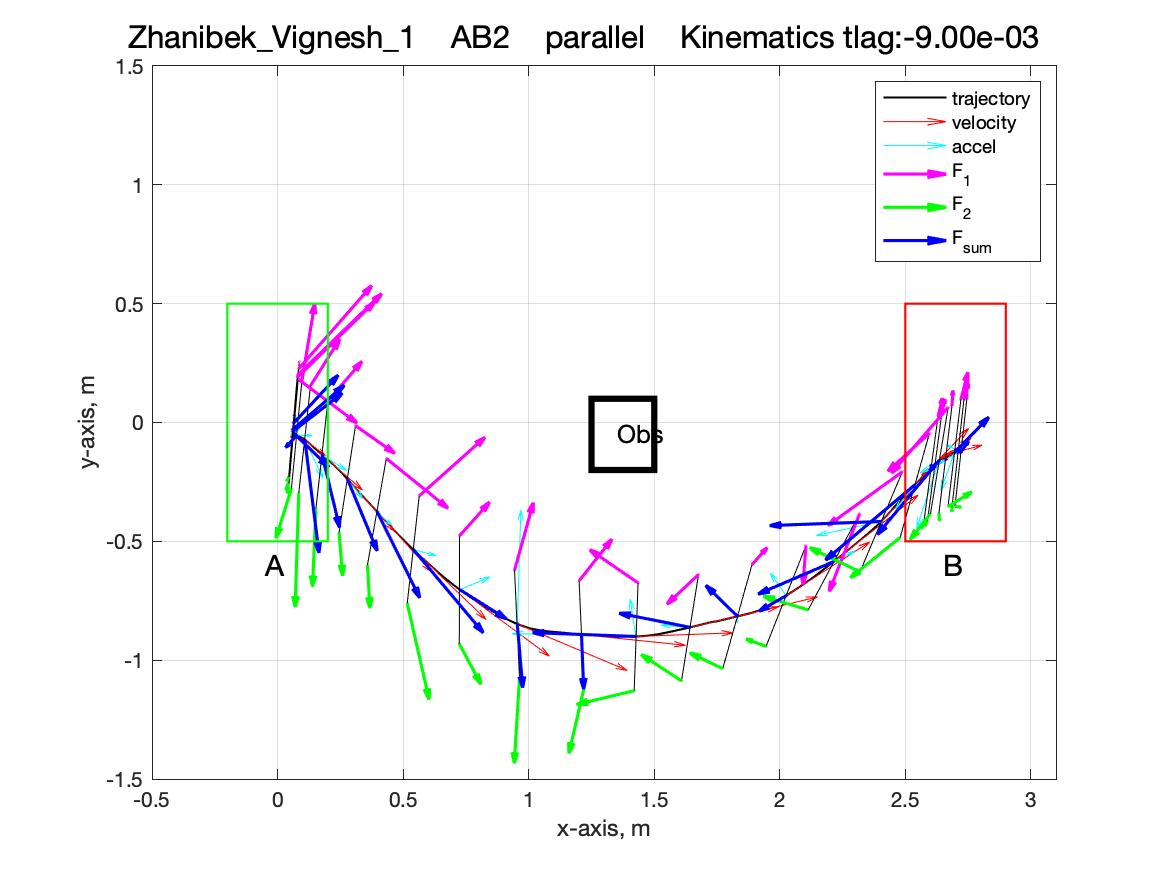 Zhanibek_Vignesh_1 AB2 parallel Kinematics tlag:-9.00e-03
1.5
trajectory
velocity
accel
F1
F2
Fsum
1
0.5
0
-0.5
-1
-1.5
y-axis, m
Obs
A
B
-0.5 0 0.5 1 1.5 2 2.5 3
x-axis, m